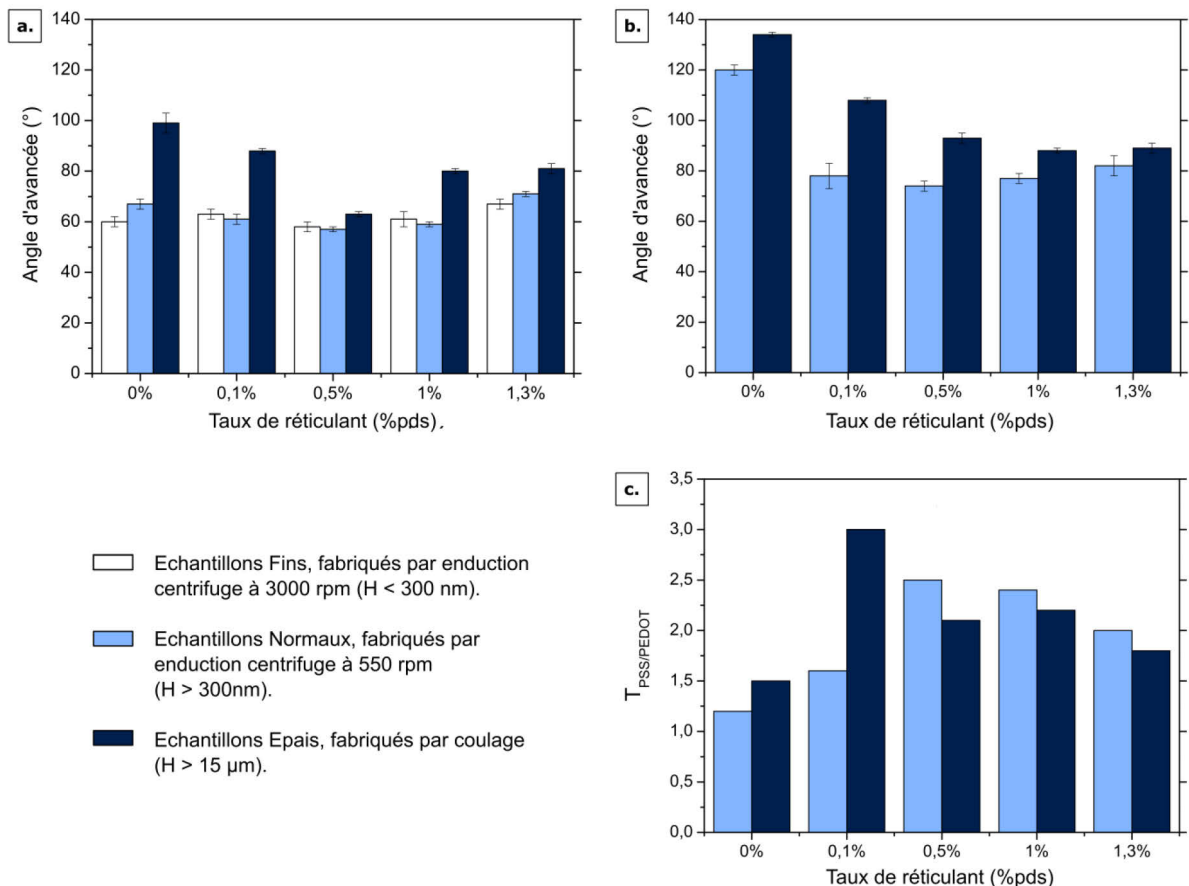 a.
140
120
100
80
60
40
20
0
Angle d'avancée (°)
0% 0,1% 0,5% 1% 1,3%
Taux de réticulant (%pds)
b.
140
120
100
80
60
40
20
0
Angle d'avancée (°)
0% 0,1% 0,5% 1% 1,3%
Taux de réticulant (%pds)
Echantillons Fins, fabriqués par enduction
centrifuge à 3000 rpm (H < 300 nm).
Echantillons Normaux, fabriqués par
enduction centrifuge à 550 rpm
(H > 300nm).
Echantillons Epais, fabriqués par coulage
(H > 15 µm).
c.
3,5
3,0
2,5
2,0
1,5
1,0
0,5
0,0
T PSS/PEDOT
0% 0,1% 0,5% 1% 1,3%
Taux de réticulant (%pds)